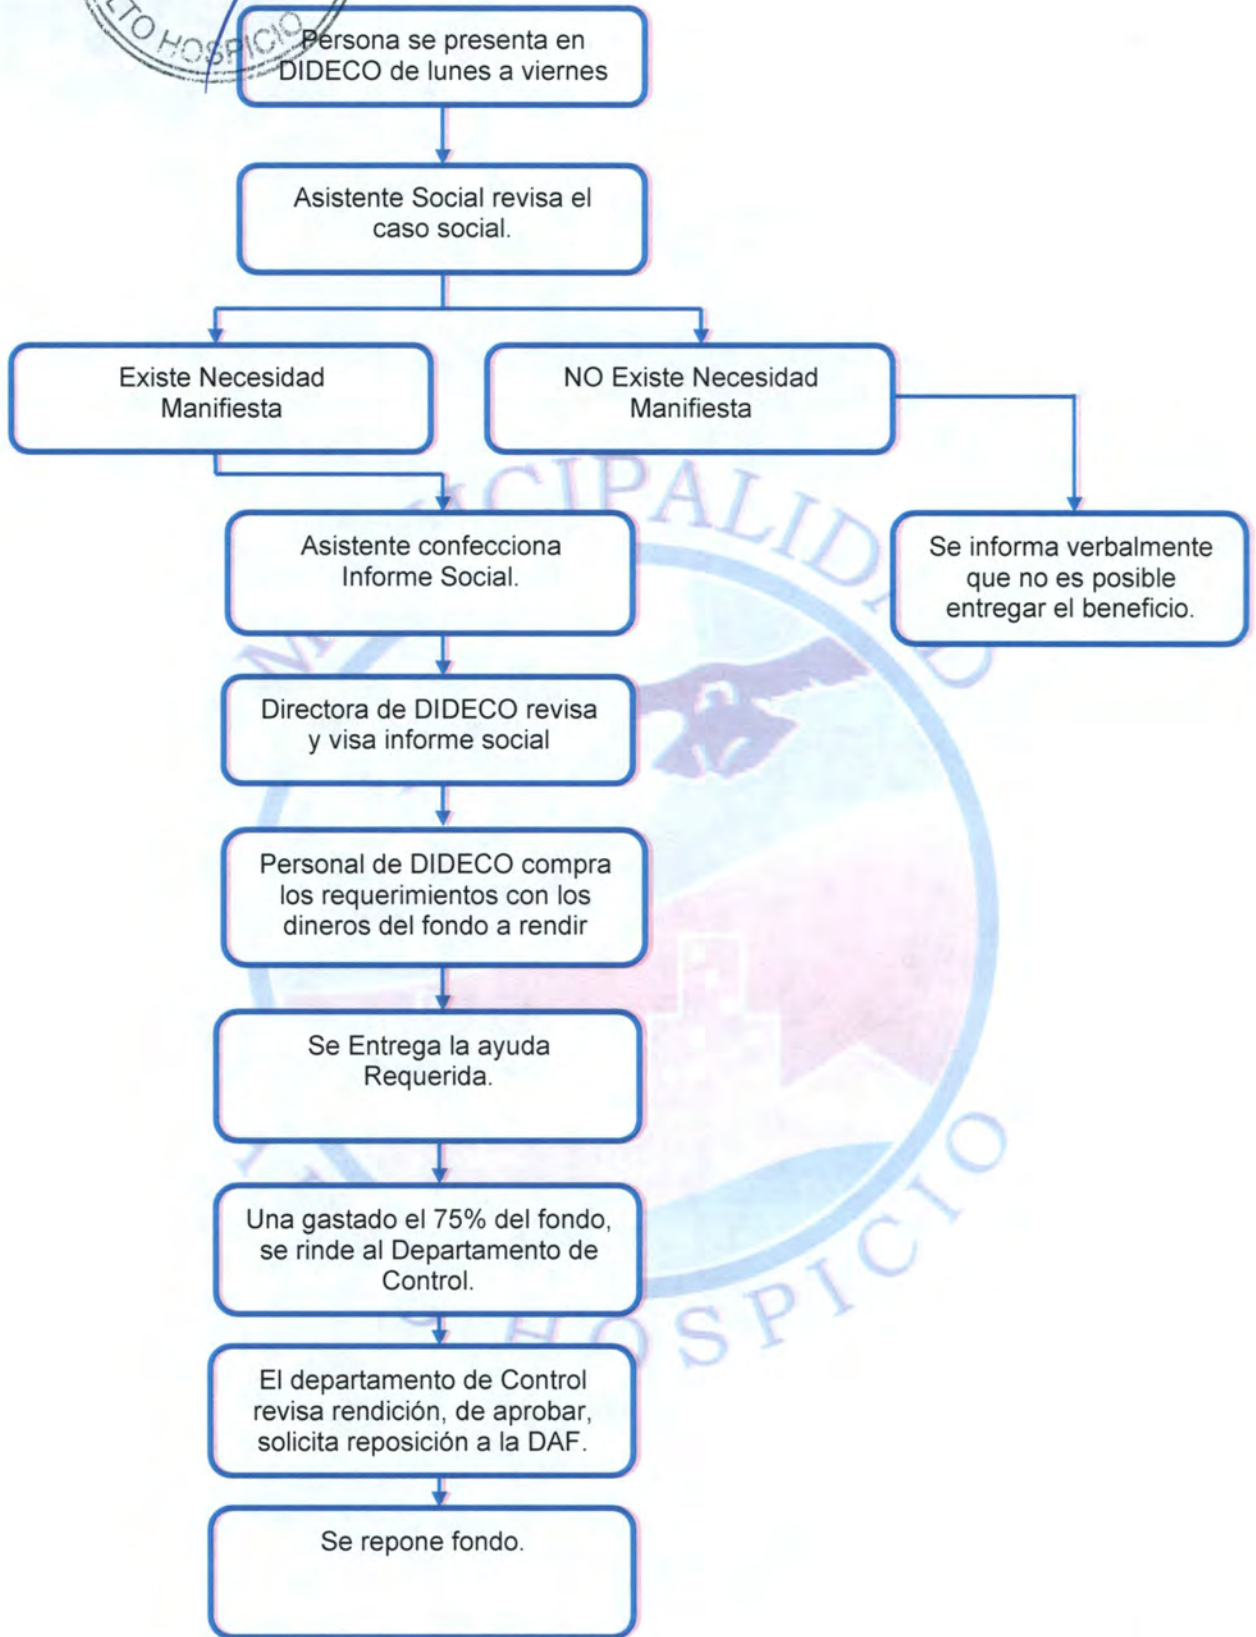 ALTO HOSPICIO
Persona se presenta en
DIDECO de lunes a viernes
Asistente Social revisa el
caso social.
Existe Necesidad
Manifiesta
NO Existe Necesidad
Manifiesta
Asistente confecciona
Informe Social.
Se informa verbalmente
que no es posible
entregar el beneficio.
Directora de DIDECO revisa
y visa informe social
Personal de DIDECO compra
los requerimientos con los
dineros del fondo a rendir
Se Entrega la ayuda
Requerida.
Una gastado el 75% del fondo,
se rinde al Departamento de
Control.
El departamento de Control
revisa rendición, de aprobar,
solicita reposición a la DAF.
Se repone fondo.
MUNICIPALIDAD
HOSPICIO